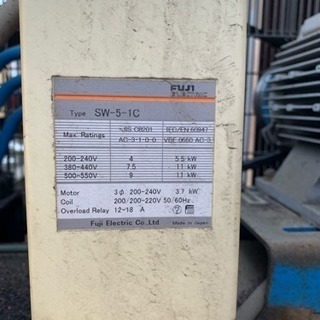 FUJI
ELECTRIC
Type SW-5-1C
Max. Ratings
JIS C8201 IEC/EN 60947
AC-3-1-0-0 VDE 0660 AC-3
200-240V 4 5.5 kW
380-440V 7.5 11 kW
500-550V 9 11 kW
Motor 3ф 200-240V 3.7 kW
Coil 200/200-220V 50/60Hz
Overload Relay 12-18 A
Fuji Electric Co.,Ltd Made in Japan